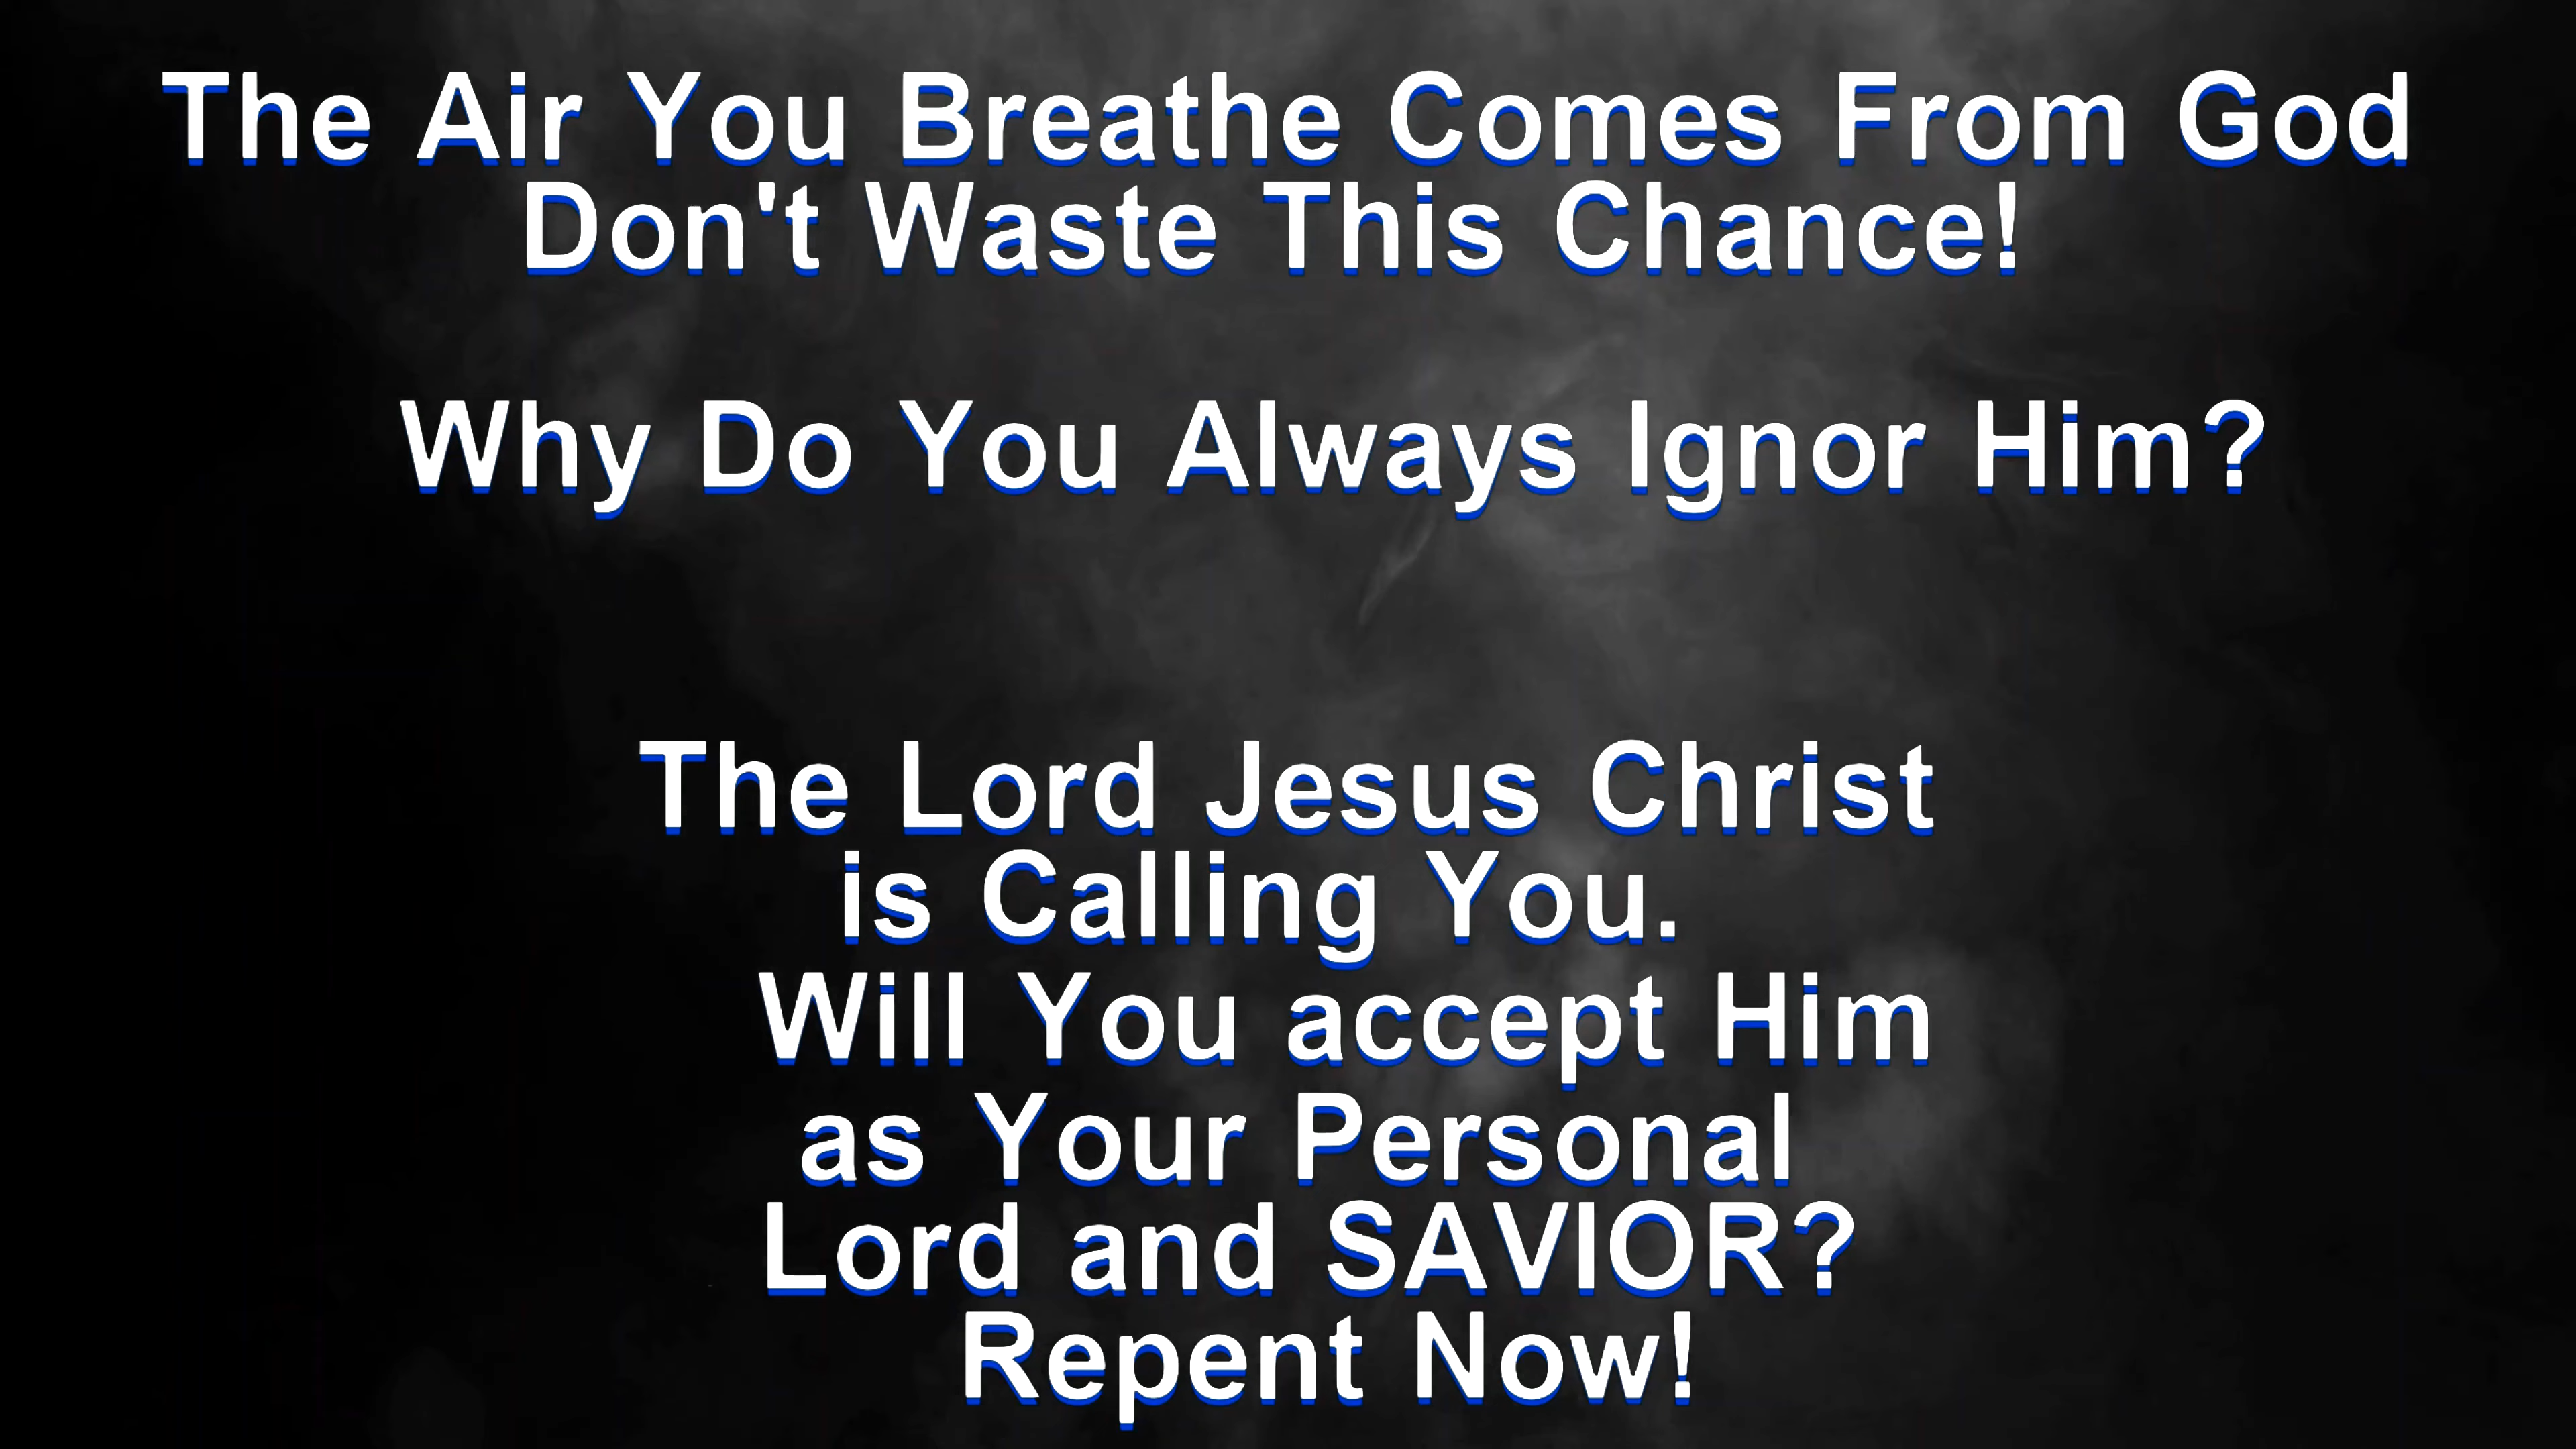 The Air You Breathe Comes From God
Don't Waste This Chance!
Why Do You Always Ignor Him?
The Lord Jesus Christ
is Calling You.
Will You accept Him
as Your Personal
Lord and SAVIOR?
Repent Now!